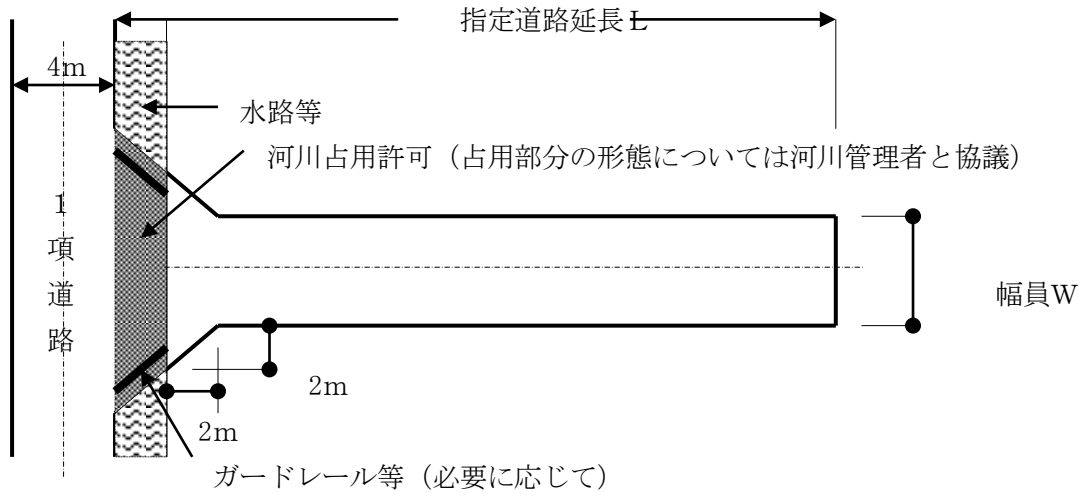 指定道路延長L
4m
水路等
河川占用許可（占用部分の形態については河川管理者と協議）
1項道路
幅員W
2m
2m
ガードレール等（必要に応じて）